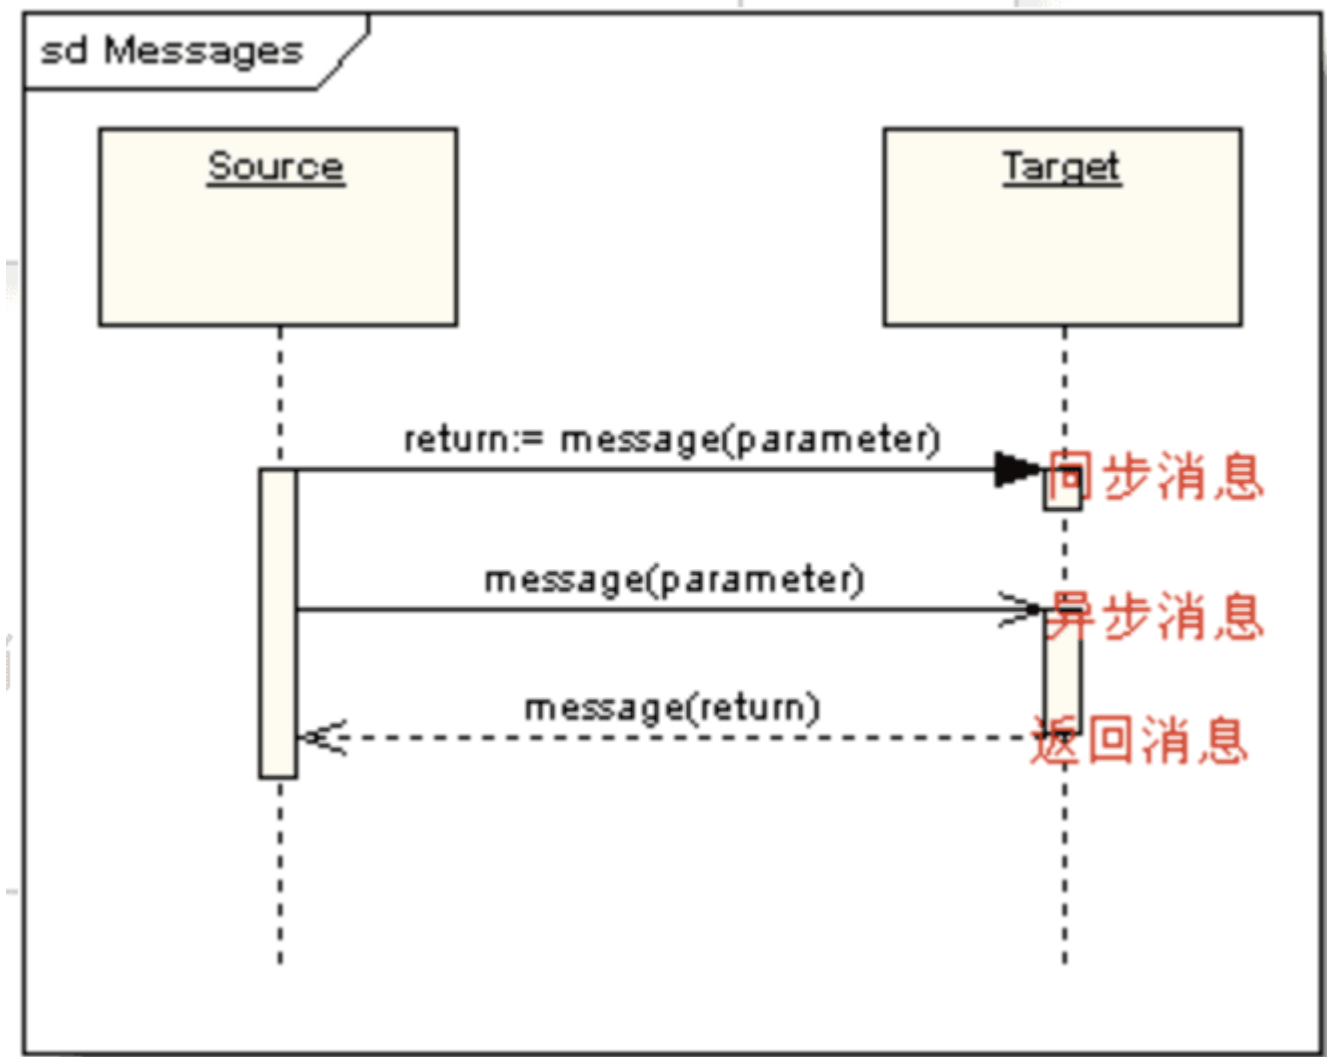 sd Messages
Source
Target
return:= message(parameter)
同步消息
message(parameter)
异步消息
message(return)
返回消息